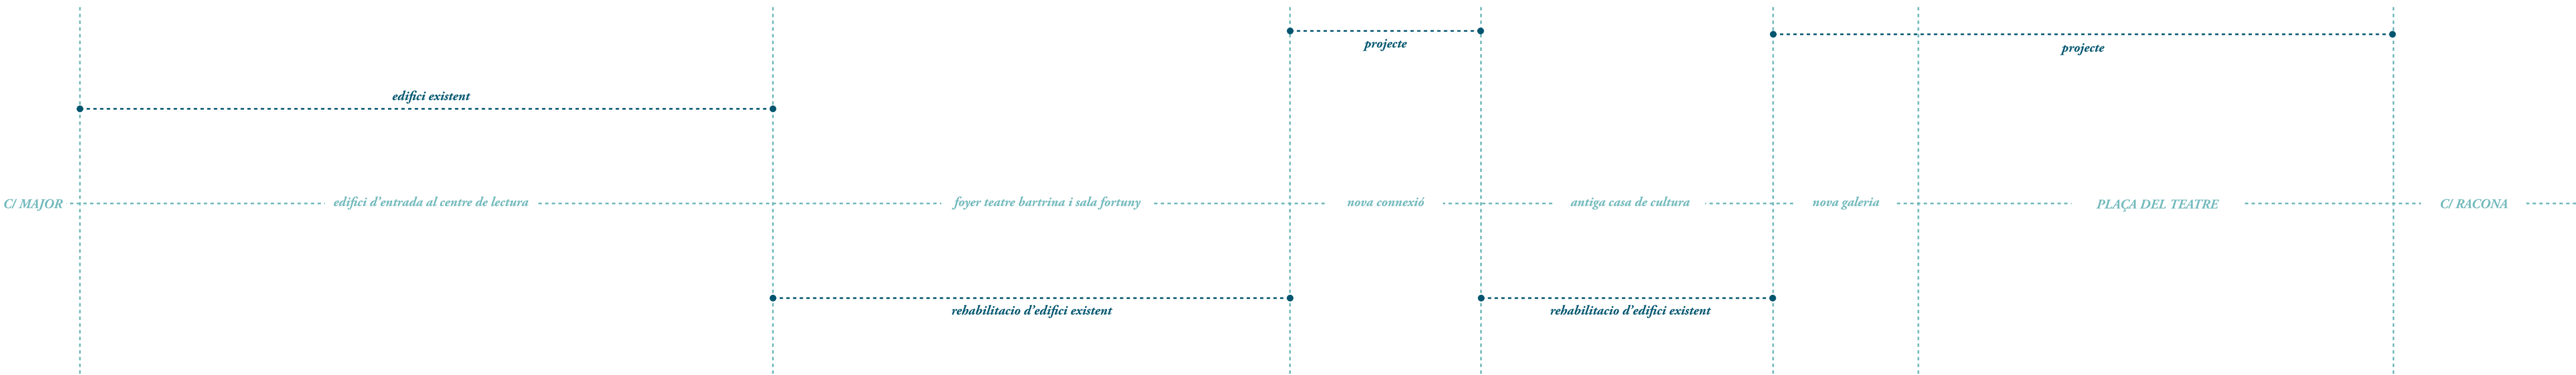 projecte
projecte
edifici existent
C/ MAJOR
edifici d'entrada al centre de lectura
foyer teatre bartrina i sala fortuny
nova connexió
antiga casa de cultura
nova galeria
PLAÇA DEL TEATRE
C/ RACONA
rehabilitacio d'edifici existent
rehabilitacio d'edifici existent